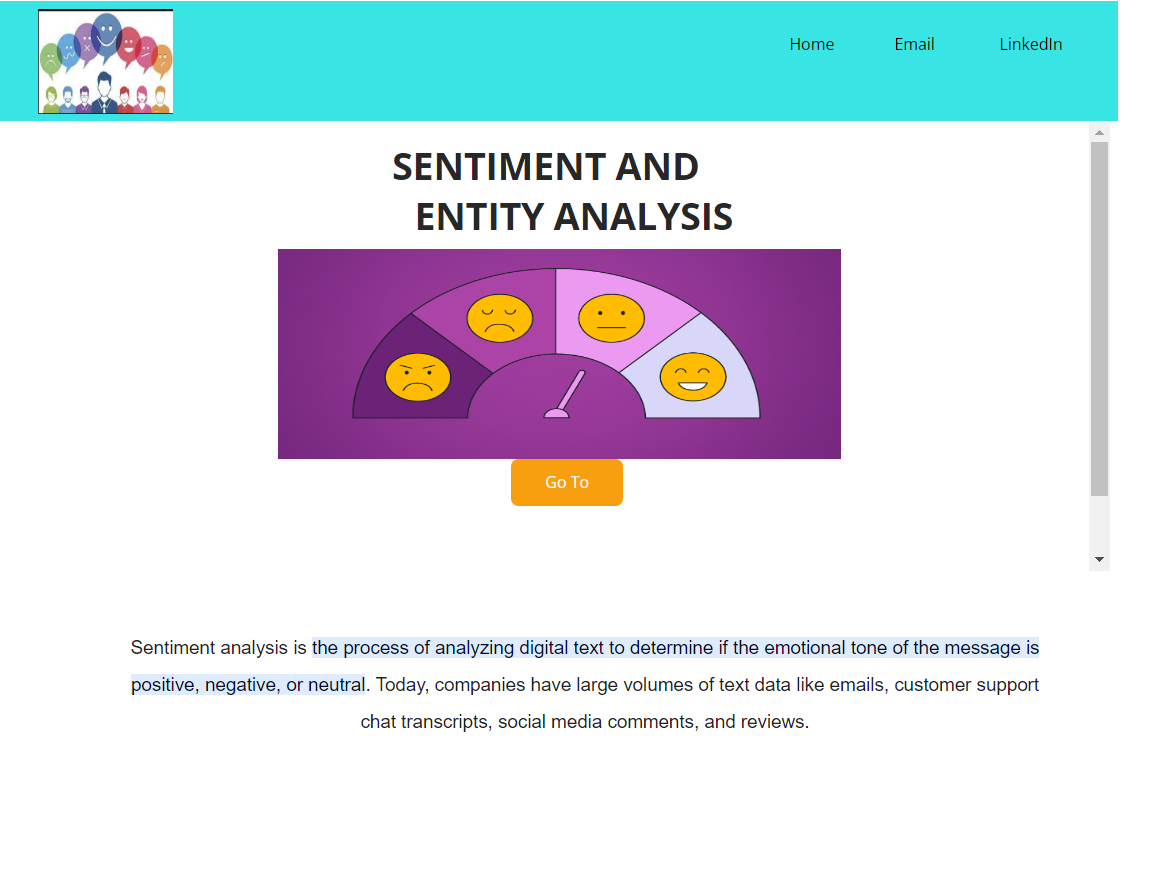 Home Email LinkedIn
SENTIMENT AND
ENTITY ANALYSIS
Go To
Sentiment analysis is the process of analyzing digital text to determine if the emotional tone of the message is
positive, negative, or neutral. Today, companies have large volumes of text data like emails, customer support
chat transcripts, social media comments, and reviews.